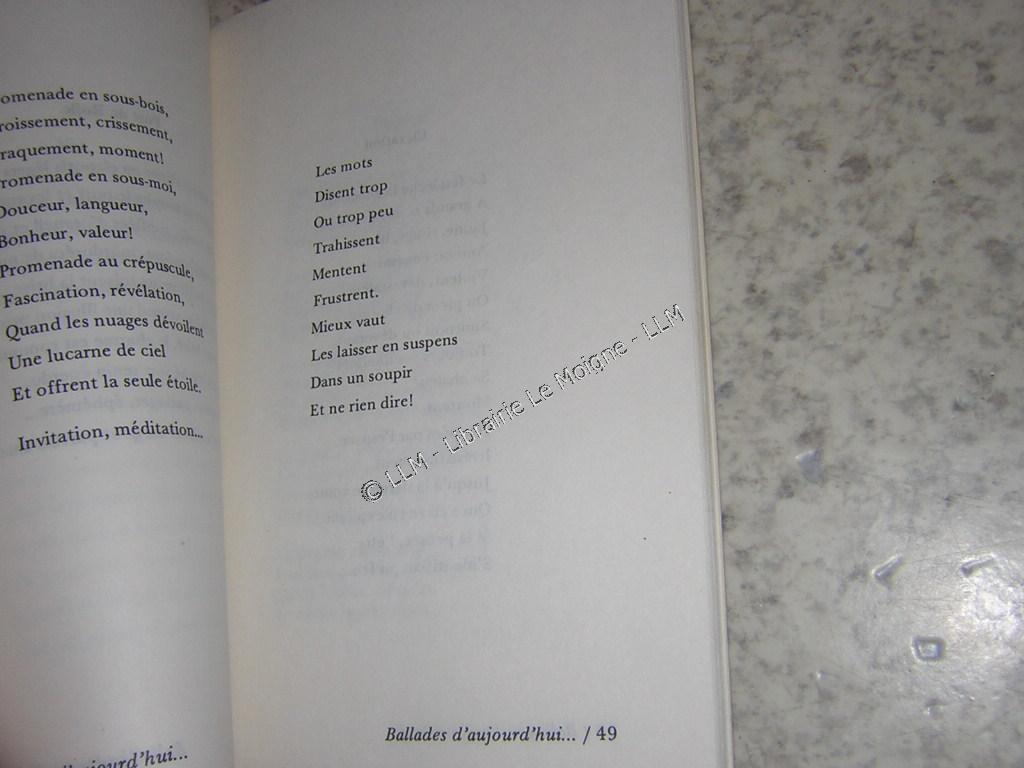 omenade en sous-bois,
roissement, crissement,
raquement, moment!
romenade en sous-moi,
Douceur, langueur,
Bonheur, valeur!
Promenade au crépuscule,
Fascination, révélation,
Quand les nuages dévoilent
Une lucarne de ciel
Et offrent la seule étoile.
Invitation, méditation...
d'aujourd'hui...
Les mots
Disent trop
Ou trop peu
Trahissent
Mentent
Frustrent.
Mieux vaut
Les laisser en suspens
Dans un soupir
Et ne rien dire!
Ballades d'aujourd'hui... / 49
© LLM - Librairie Le Moigne - LLM